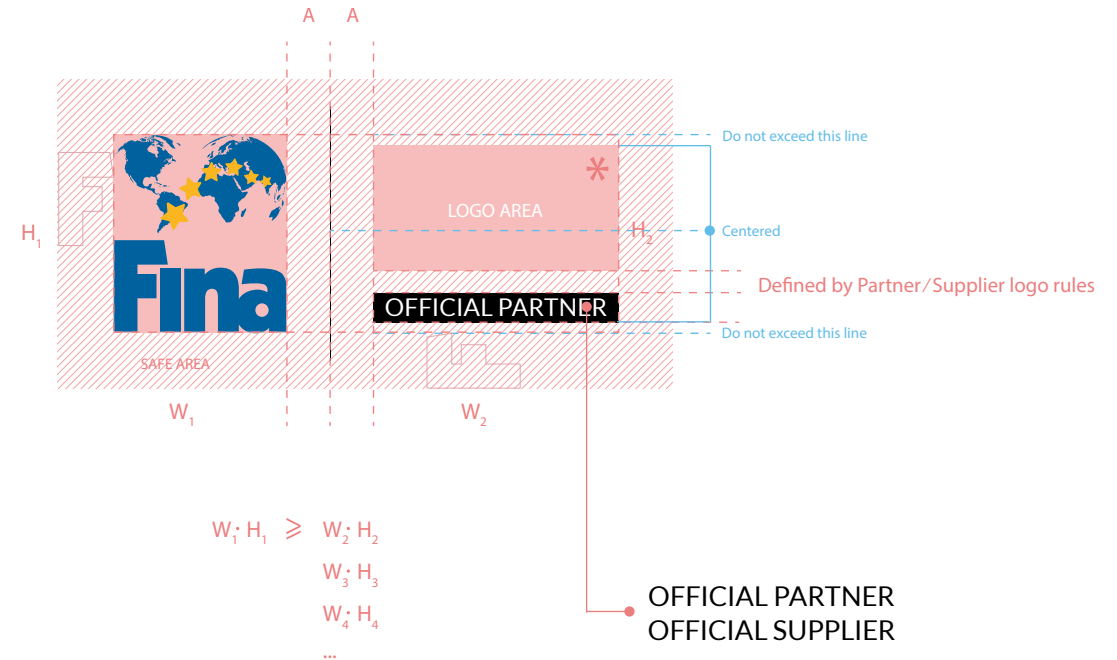 A A
Do not exceed this line
*
LOGO AREA
H1
H2
Centered
Fina
Defined by Partner/Supplier logo rules
OFFICIAL PARTNER
Do not exceed this line
SAFE AREA
W1
W2
W1· H1 ⩾ W2· H2
W3· H3
W4· H4
...
OFFICIAL PARTNER
OFFICIAL SUPPLIER